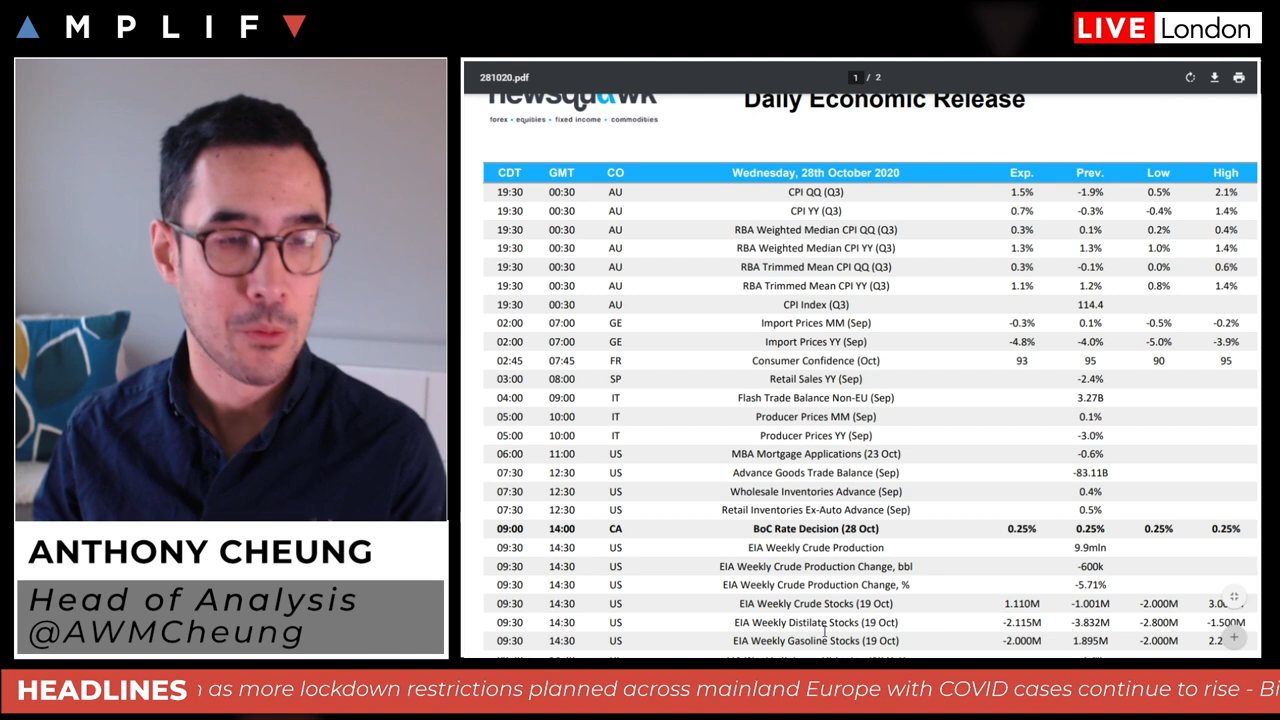 AMPLIFY
LIVE London
281020.pdf 1 / 2
newsquawk
Daily Economic Release
forex • equities • fixed income • commodities
CDT GMT CO Wednesday, 28th October 2020 Exp. Prev. Low High
19:30 00:30 AU CPI QQ (Q3) 1.5% -1.9% 0.5% 2.1%
19:30 00:30 AU CPI YY (Q3) 0.7% -0.3% -0.4% 1.4%
19:30 00:30 AU RBA Weighted Median CPI QQ (Q3) 0.3% 0.1% 0.2% 0.4%
19:30 00:30 AU RBA Weighted Median CPI YY (Q3) 1.3% 1.3% 1.0% 1.4%
19:30 00:30 AU RBA Trimmed Mean CPI QQ (Q3) 0.3% -0.1% 0.0% 0.6%
19:30 00:30 AU RBA Trimmed Mean CPI YY (Q3) 1.1% 1.2% 0.8% 1.4%
19:30 00:30 AU CPI Index (Q3) 114.4
02:00 07:00 GE Import Prices MM (Sep) -0.3% 0.1% -0.5% -0.2%
02:00 07:00 GE Import Prices YY (Sep) -4.8% -4.0% -5.0% -3.9%
02:45 07:45 FR Consumer Confidence (Oct) 93 95 90 95
03:00 08:00 SP Retail Sales YY (Sep) -2.4%
04:00 09:00 IT Flash Trade Balance Non-EU (Sep) 3.27B
05:00 10:00 IT Producer Prices MM (Sep) 0.1%
05:00 10:00 IT Producer Prices YY (Sep) -3.0%
06:00 11:00 US MBA Mortgage Applications (23 Oct) -0.6%
07:30 12:30 US Advance Goods Trade Balance (Sep) -83.11B
07:30 12:30 US Wholesale Inventories Advance (Sep) 0.4%
07:30 12:30 US Retail Inventories Ex-Auto Advance (Sep) 0.5%
09:00 14:00 CA BoC Rate Decision (28 Oct) 0.25% 0.25% 0.25% 0.25%
09:30 14:30 US EIA Weekly Crude Production 9.9mln
09:30 14:30 US EIA Weekly Crude Production Change, bbl -600k
09:30 14:30 US EIA Weekly Crude Production Change, % -5.71%
09:30 14:30 US EIA Weekly Crude Stocks (19 Oct) 1.110M -1.001M -2.000M
09:30 14:30 US EIA Weekly Distilate Stocks (19 Oct) -2.115M -3.832M -2.800M -1.500M
09:30 14:30 US EIA Weekly Gasoline Stocks (19 Oct) -2.000M 1.895M -2.000M
ANTHONY CHEUNG
Head of Analysis
@AWMCheung
HEADLINES as more lockdown restrictions planned across mainland Europe with COVID cases continue to rise - Bi